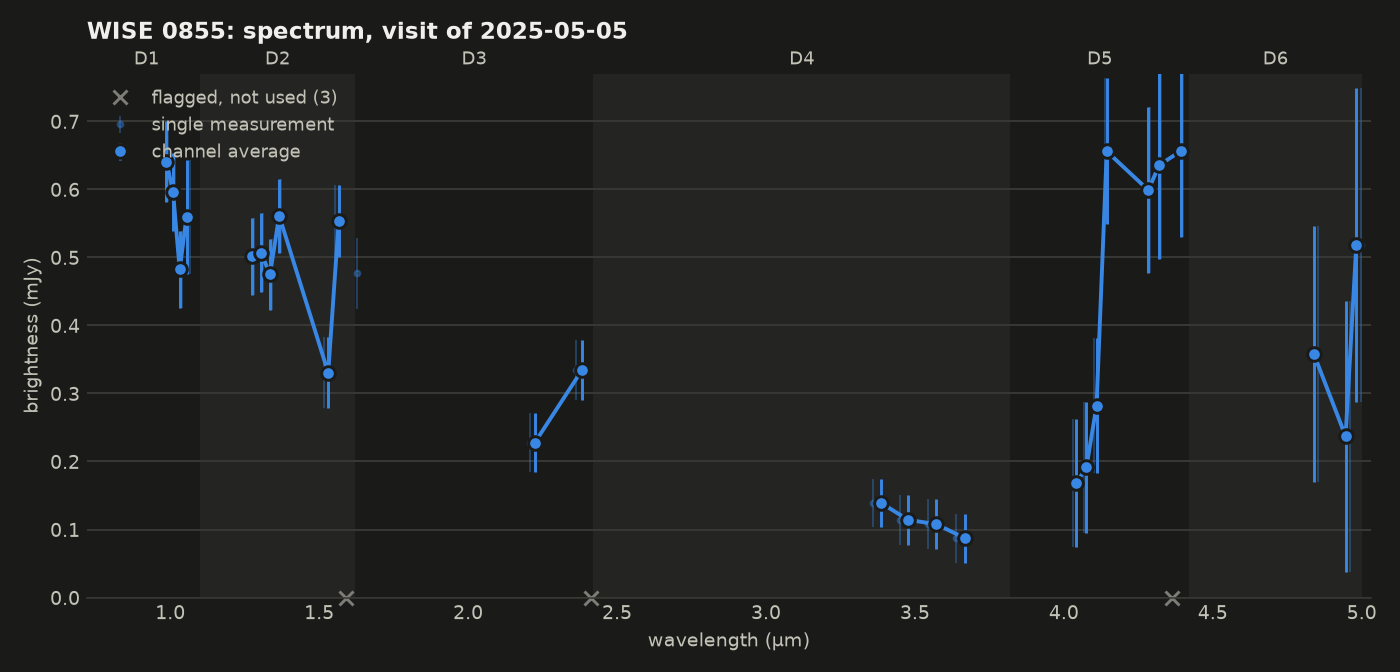 WISE 0855: spectrum, visit of 2025-05-05
D1 D2 D3 D4 D5 D6
flagged, not used (3)
single measurement
channel average
0.7
0.6
0.5
0.4
0.3
0.2
0.1
0.0
brightness (mJy)
1.0 1.5 2.0 2.5 3.0 3.5 4.0 4.5 5.0
wavelength (µm)